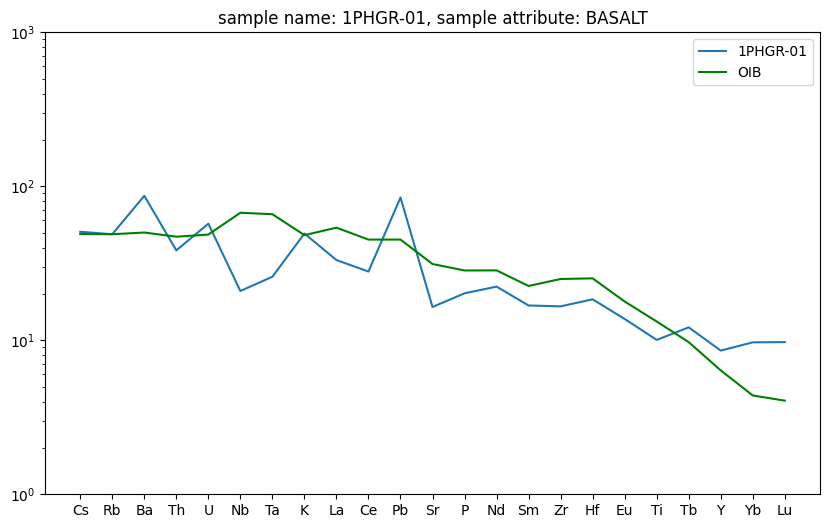 sample name: 1PHGR-01, sample attribute: BASALT
10³
1PHGR-01
OIB
10²
10¹
10⁰
Cs Rb Ba Th U Nb Ta K La Ce Pb Sr P Nd Sm Zr Hf Eu Ti Tb Y Yb Lu